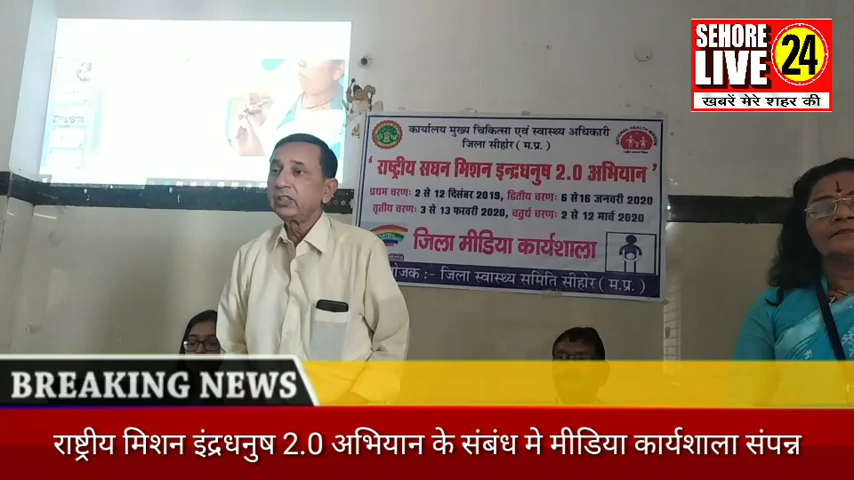 SEHORE
LIVE 24
खबरें मेरे शहर की
कार्यालय मुख्य चिकित्सा एवं स्वास्थ्य अधिकारी
जिला सीहोर ( म.प्र. )
' राष्ट्रीय सघन मिशन इन्द्रधनुष 2.0 अभियान '
प्रथम चरणः 2 से 12 दिसंबर 2019, द्वितीय चरणः 6 से 16 जनवरी 2020
तृतीय चरणः 3 से 13 फरवरी 2020, चतुर्थ चरणः 2 से 12 मार्च 2020
जिला मीडिया कार्यशाला
:- जिला स्वास्थ्य समिति सीहोर ( म.प्र. )
BREAKING NEWS
राष्ट्रीय मिशन इंद्रधनुष 2.0 अभियान के संबंध मे मीडिया कार्यशाला संपन्न